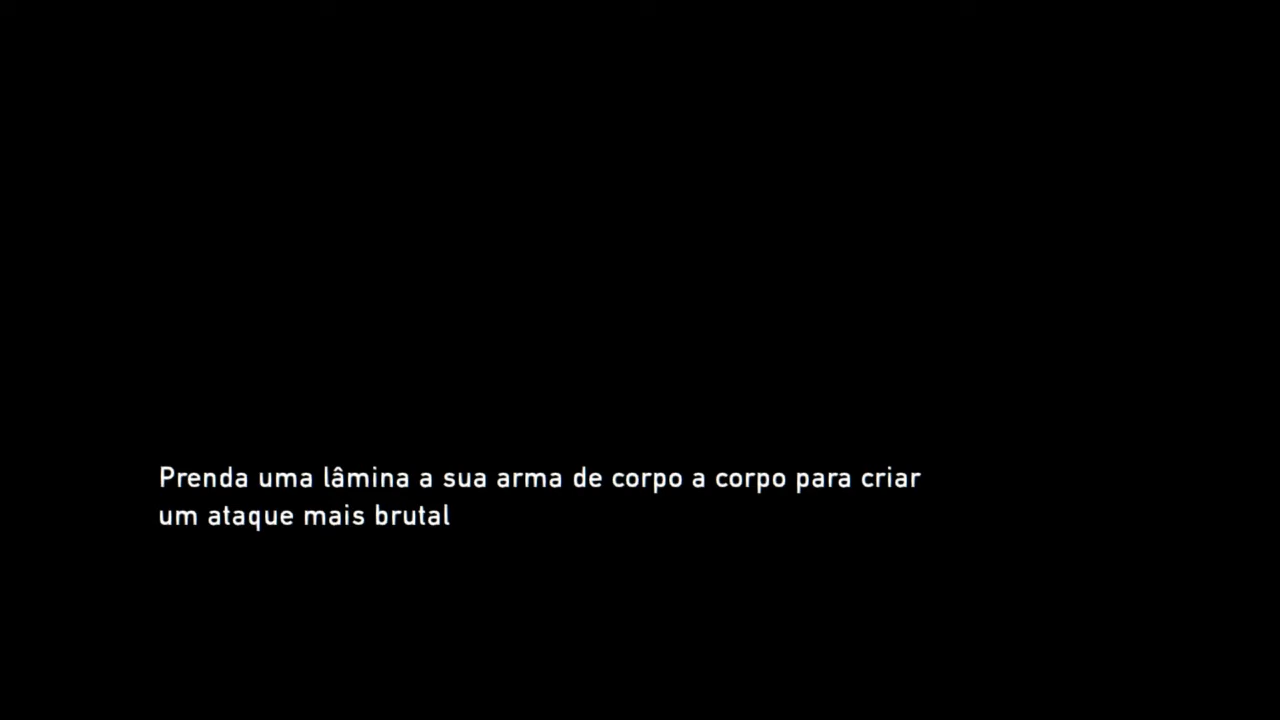 Prenda uma lâmina a sua arma de corpo a corpo para criar
um ataque mais brutal